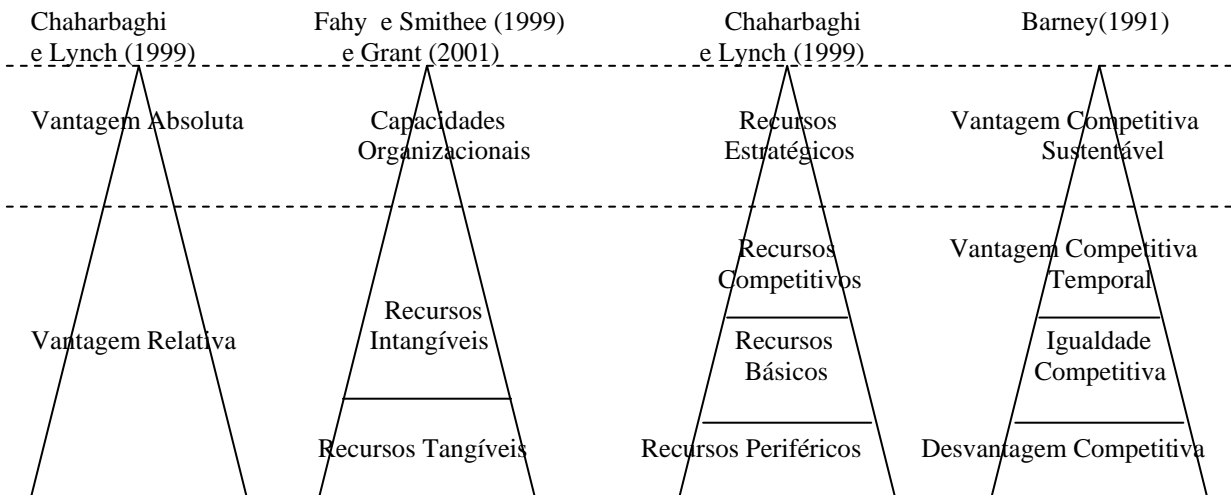 Chaharbaghi
e Lynch (1999)
Fahy e Smithee (1999)
e Grant (2001)
Chaharbaghi
e Lynch (1999)
Barney(1991)
Vantagem Absoluta
Capacidades
Organizacionais
Recursos
Estratégicos
Vantagem Competitiva
Sustentável
Vantagem Relativa
Recursos
Intangíveis
Recursos Tangíveis
Recursos
Competitivos
Recursos
Básicos
Recursos Periféricos
Vantagem Competitiva
Temporal
Igualdade
Competitiva
Desvantagem Competitiva